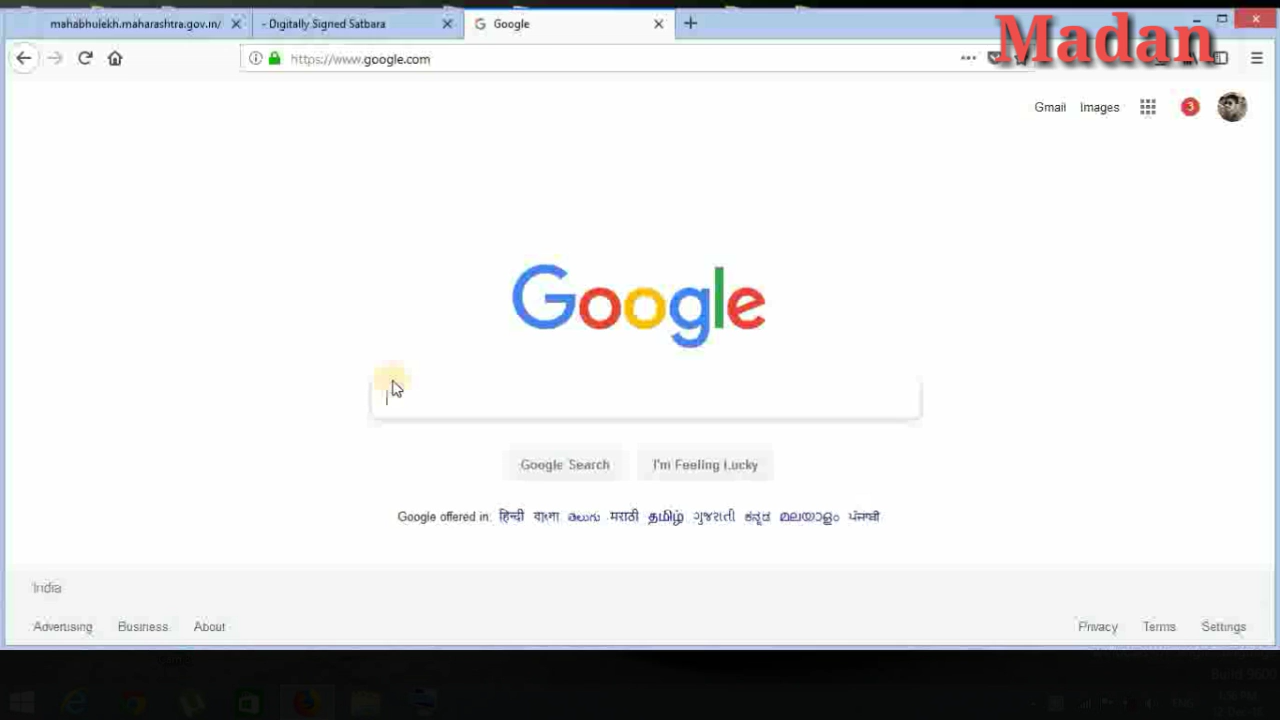 mahabhulekh.maharashtra.gov.in/ - Digitally Signed Satbara Google
Madan
https://www.google.com
Gmail Images 3
Google
Google Search I'm Feeling Lucky
Google offered in: हिन्दी বাংলা తెలుగు मराठी தமிழ் ગુજરાતી ಕನ್ನಡ മലയാളം ਪੰਜਾਬੀ
India
Advertising Business About Privacy Terms Settings